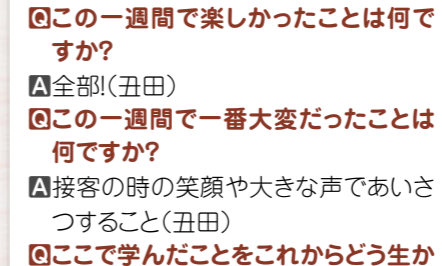 Qこの一週間で楽しかったことは何で
すか?
A全部!(丑田)
Qこの一週間で一番大変だったことは
何ですか?
A接客の時の笑顔や大きな声であいさ
つすること(丑田)
Qここで学んだことをこれからどう生か